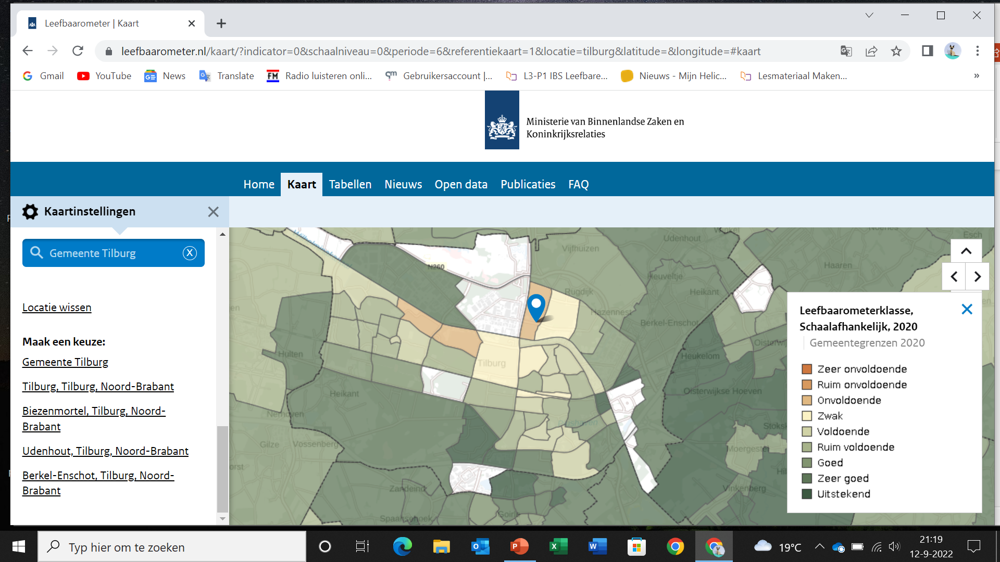 Leefbaarometer | Kaart
leefbaarometer.nl/kaart/?indicator=0&schaalniveau=0&periode=6&referentiekaart=1&locatie=tilburg&latitude=&longitude=#kaart
Gmail YouTube News Translate Radio luisteren onli... Gebruikersaccount |... L3-P1 IBS Leefbare... Nieuws - Mijn Helic... Lesmateriaal Maken... »
Ministerie van Binnenlandse Zaken en
Koninkrijksrelaties
Home Kaart Tabellen Nieuws Open data Publicaties FAQ
Kaartinstellingen
Gemeente Tilburg
Locatie wissen
Maak een keuze:
Gemeente Tilburg
Tilburg, Tilburg, Noord-Brabant
Biezenmortel, Tilburg, Noord-
Brabant
Udenhout, Tilburg, Noord-Brabant
Berkel-Enschot, Tilburg, Noord-
Brabant
Esch
Udenhout
Vijfhuizen
Haaren
N260
Heuveltje
Rugdijk
Heikant
Hazennest
Berkel-Enschot
Hulten
Heukelom
Tilburg
Heikant
Oisterwijkse Hoeven
Gilze
Vossenberg
Moergestel
Zandeind
Vinkenberg
Spaansehoek
Goirle
Leefbaarometerklasse,
Schaalafhankelijk, 2020
Gemeentegrenzen 2020
Zeer onvoldoende
Ruim onvoldoende
Onvoldoende
Zwak
Voldoende
Ruim voldoende
Goed
Zeer goed
Uitstekend
Typ hier om te zoeken
19°C
21:19
12-9-2022